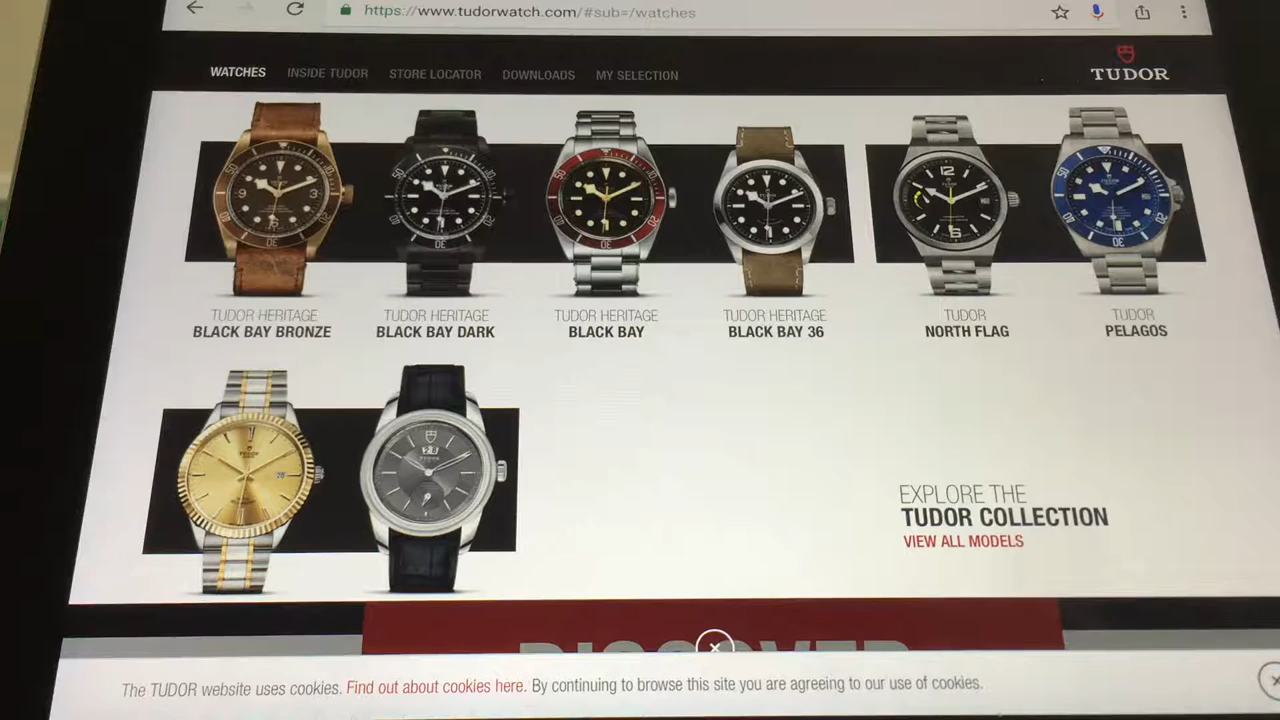 https://www.tudorwatch.com/#sub=/watches
WATCHES INSIDE TUDOR STORE LOCATOR DOWNLOADS MY SELECTION
TUDOR
TUDOR HERITAGE
BLACK BAY BRONZE
TUDOR HERITAGE
BLACK BAY DARK
TUDOR HERITAGE
BLACK BAY
TUDOR HERITAGE
BLACK BAY 36
TUDOR
NORTH FLAG
TUDOR
PELAGOS
EXPLORE THE
TUDOR COLLECTION
VIEW ALL MODELS
DISCOVER
The TUDOR website uses cookies. Find out about cookies here. By continuing to browse this site you are agreeing to our use of cookies.